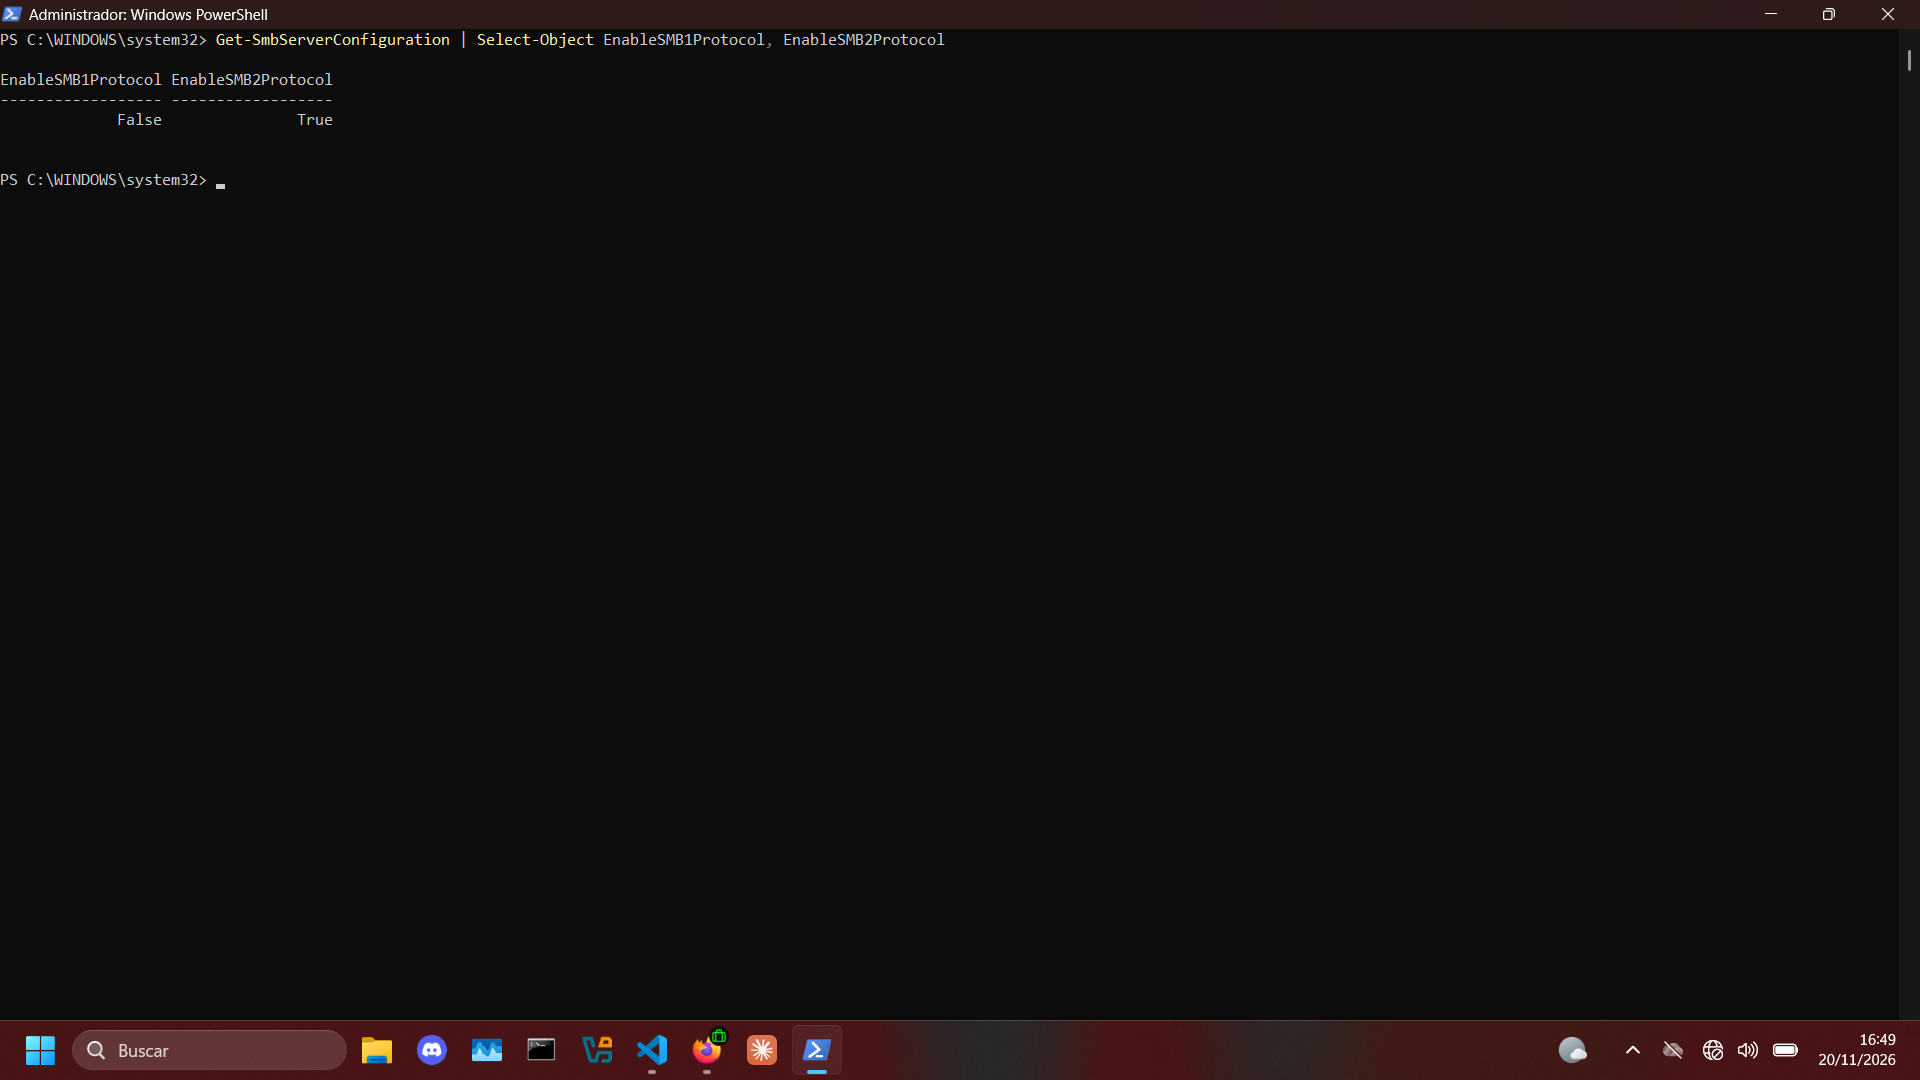 Administrador: Windows PowerShell
PS C:\WINDOWS\system32> Get-SmbServerConfiguration | Select-Object EnableSMB1Protocol, EnableSMB2Protocol
EnableSMB1Protocol EnableSMB2Protocol
------------------ ------------------
             False               True
PS C:\WINDOWS\system32>
Buscar
16:49
20/11/2026